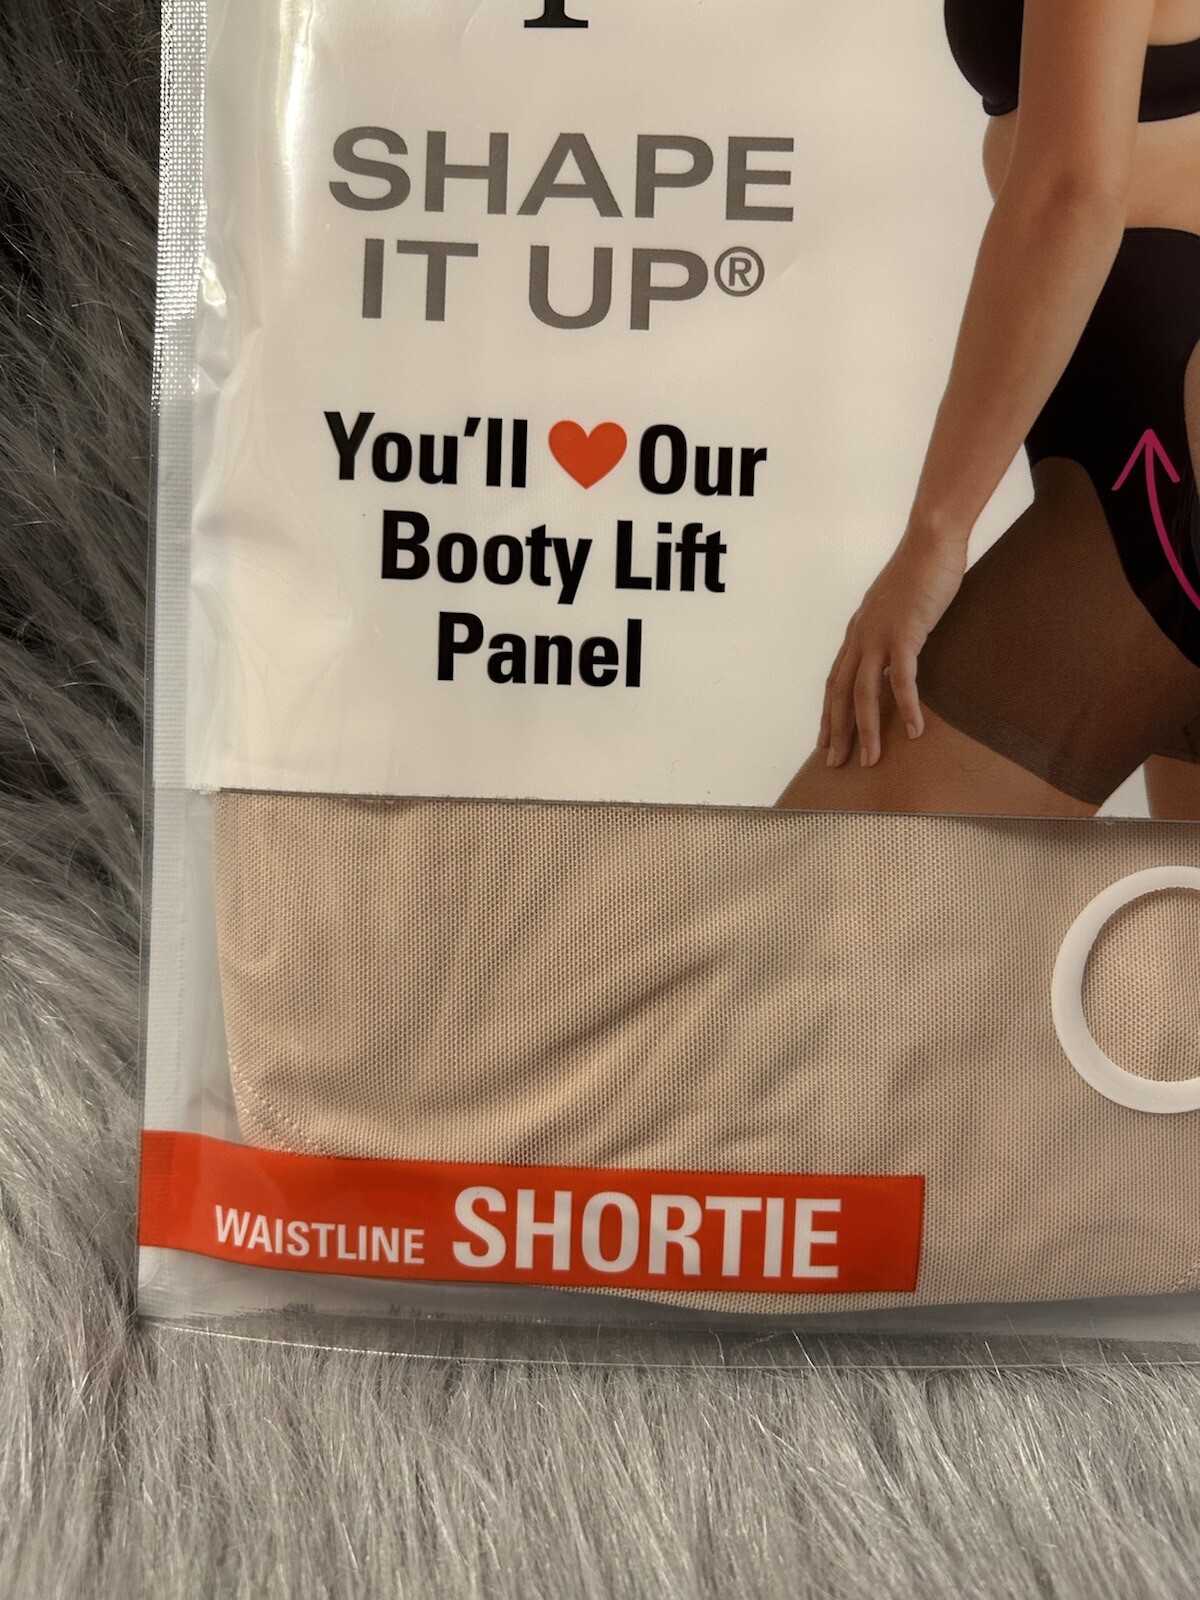 SHAPE
IT UP®
You'll ❤ Our
Booty Lift
Panel
WAISTLINE SHORTIE